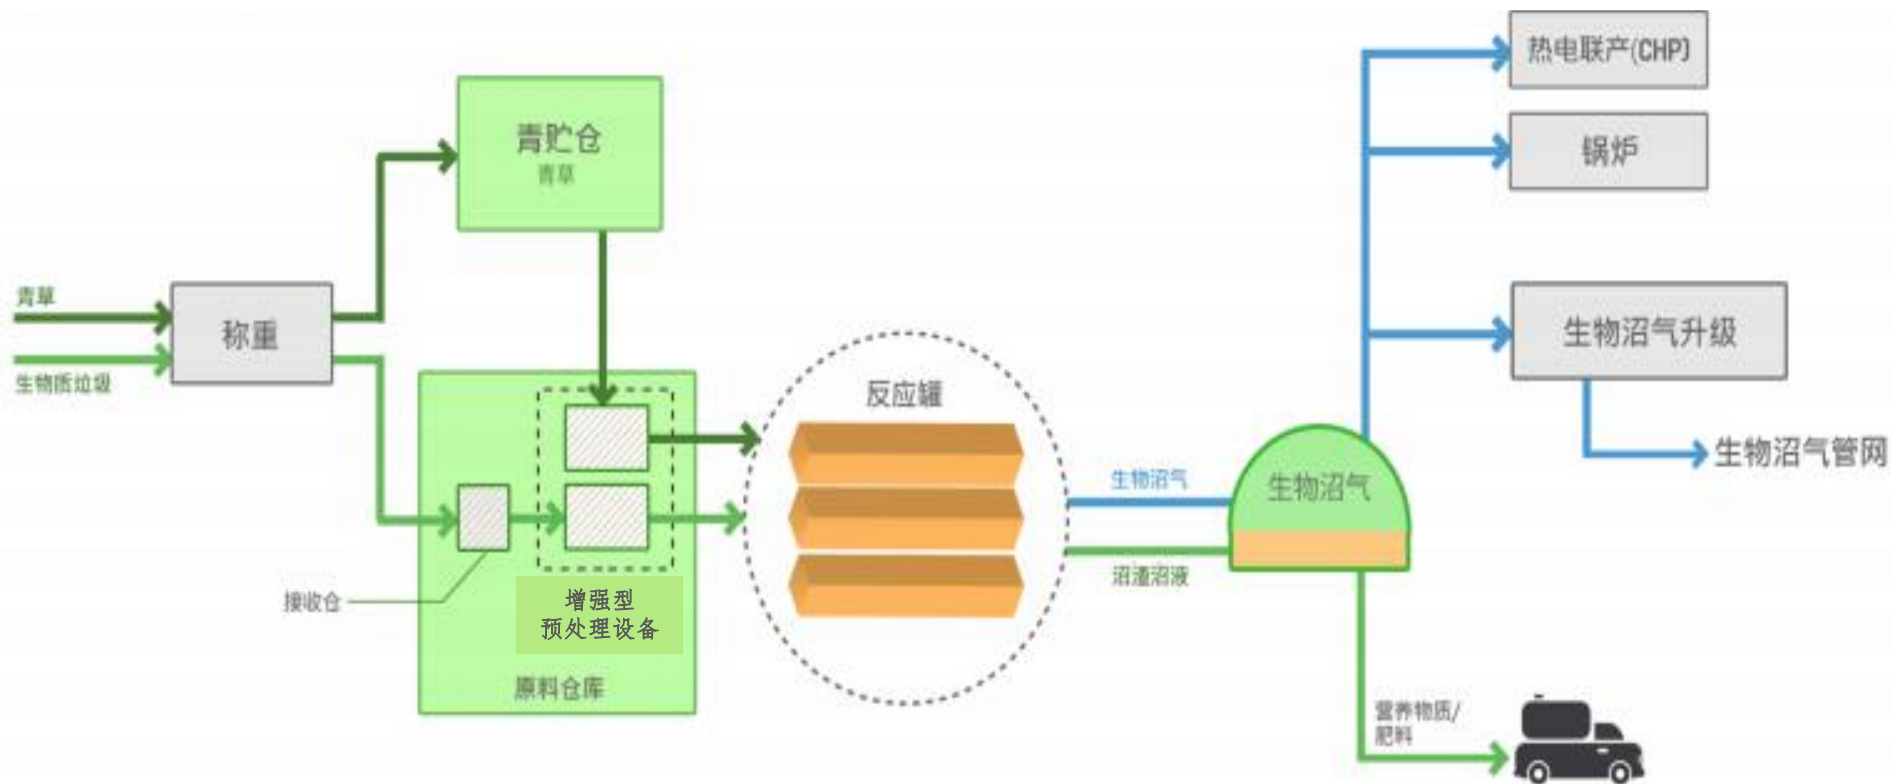 热电联产(CHP)
锅炉
青贮仓
青草
青草
称重
生物质垃圾
生物沼气升级
反应罐
生物沼气管网
生物沼气
生物沼气
沼渣沼液
接收仓
增强型
预处理设备
原料仓库
营养物质/
肥料